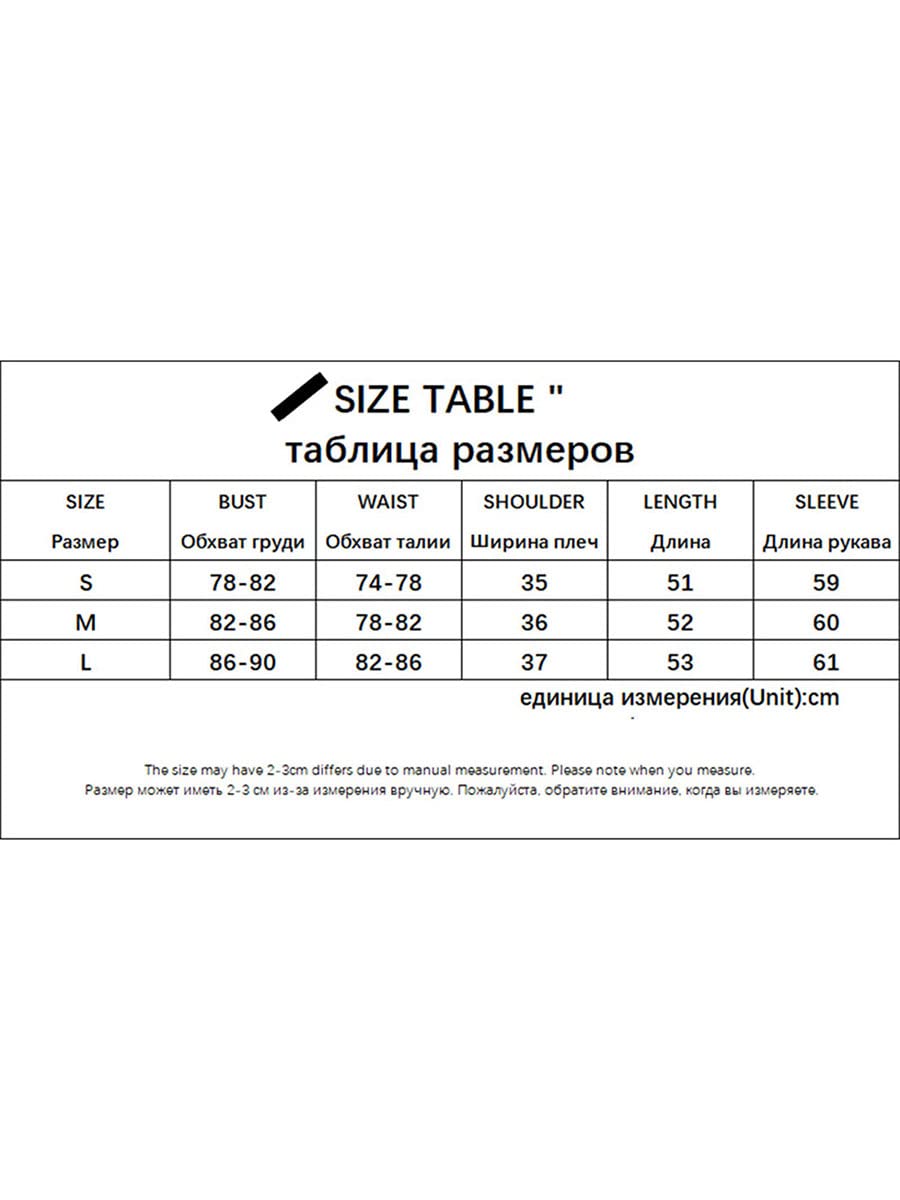 SIZE TABLE "
таблица размеров
SIZE BUST WAIST SHOULDER LENGTH SLEEVE
Размер Обхват груди Обхват талии Ширина плеч Длина Длина рукава
S 78-82 74-78 35 51 59
M 82-86 78-82 36 52 60
L 86-90 82-86 37 53 61
единица измерения(Unit):cm
The size may have 2-3cm differs due to manual measurement. Please note when you measure.
Размер может иметь 2-3 см из-за измерения вручную. Пожалуйста, обратите внимание, когда вы измеряете.